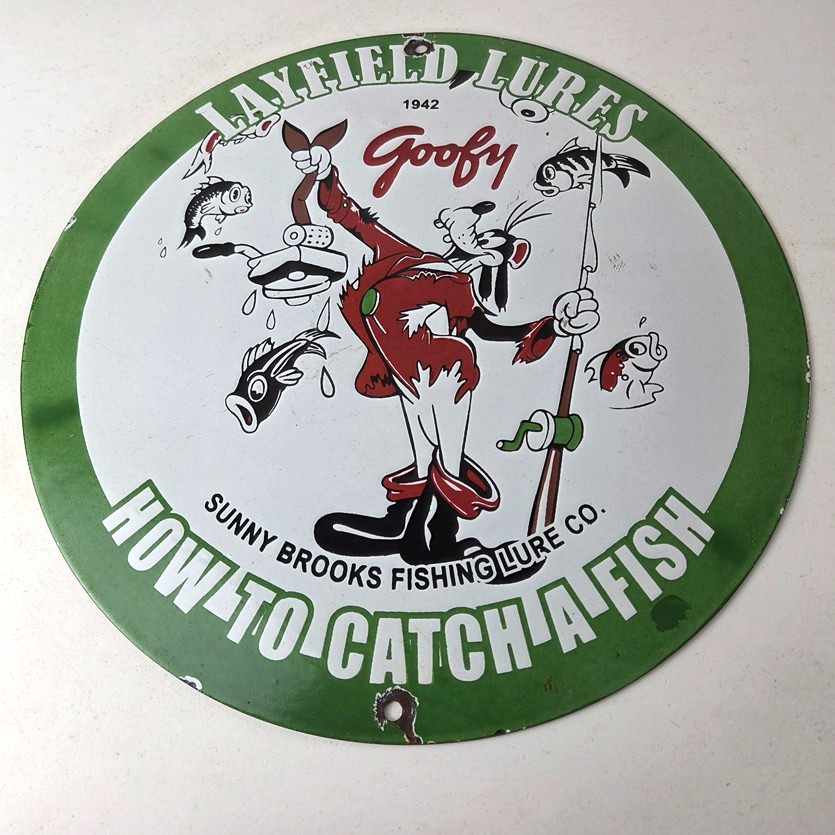 LAYFIELD LURES
1942
Goofy
SUNNY BROOKS FISHING LURE CO.
HOW TO CATCH A FISH